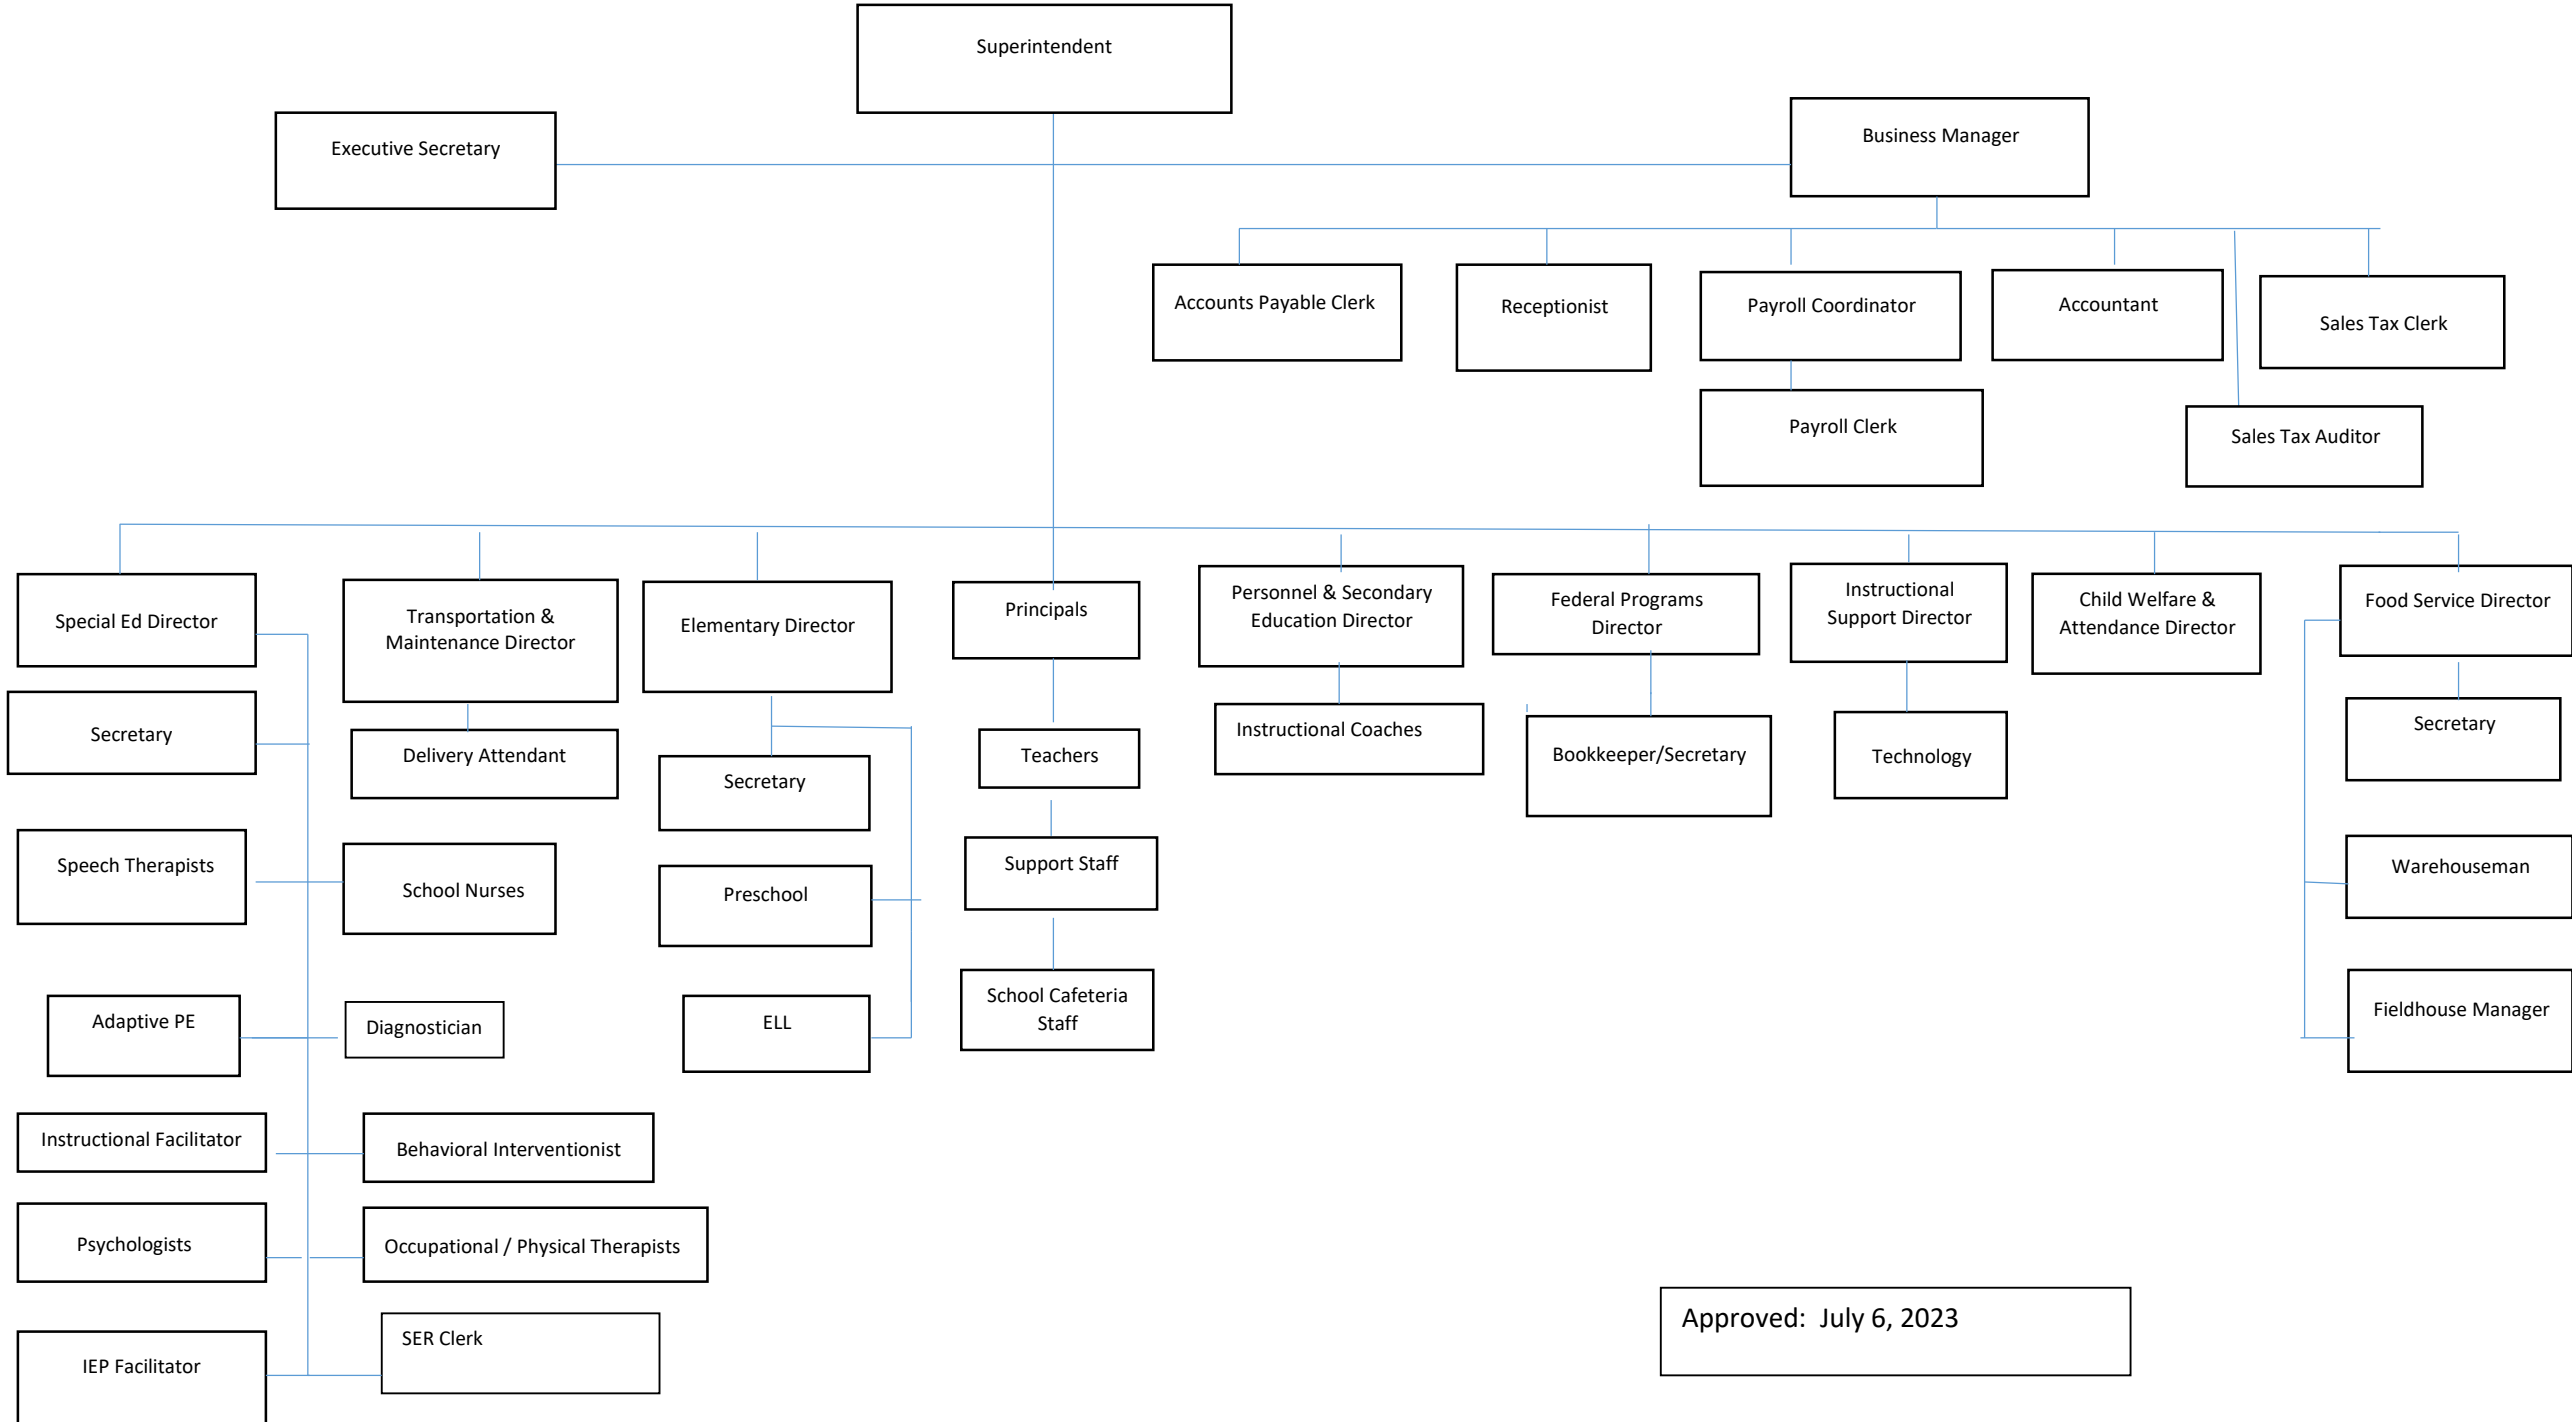 Superintendent
Executive Secretary
Business Manager
Accounts Payable Clerk
Receptionist
Payroll Coordinator
Accountant
Sales Tax Clerk
Payroll Clerk
Sales Tax Auditor
Special Ed Director
Transportation &
Maintenance Director
Elementary Director
Principals
Personnel & Secondary
Education Director
Federal Programs
Director
Instructional
Support Director
Child Welfare &
Attendance Director
Food Service Director
Secretary
Delivery Attendant
Secretary
Teachers
Instructional Coaches
Bookkeeper/Secretary
Technology
Secretary
Speech Therapists
School Nurses
Preschool
Support Staff
Warehouseman
Adaptive PE
Diagnostician
ELL
School Cafeteria
Staff
Fieldhouse Manager
Instructional Facilitator
Behavioral Interventionist
Psychologists
Occupational / Physical Therapists
IEP Facilitator
SER Clerk
Approved: July 6, 2023